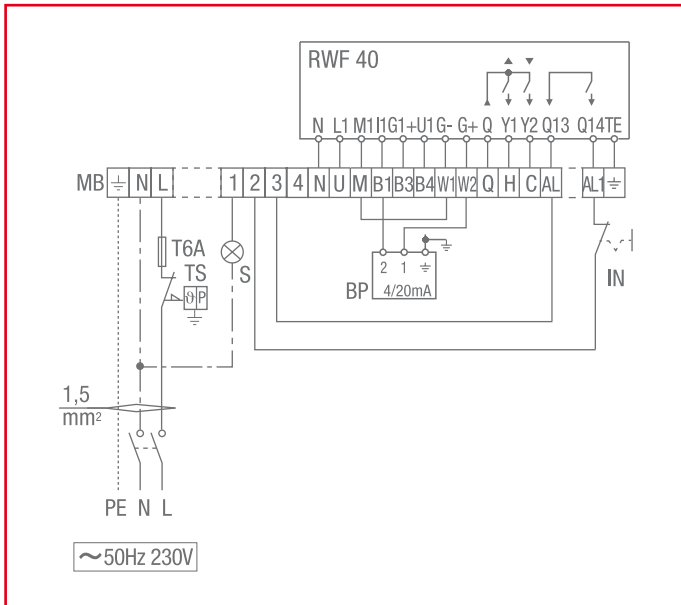 RWF 40
N L1 M1 I1 G1+ U1 G- G+ Q Y1 Y2 Q13 Q14 TE
MB N L 1 2 3 4 N U M B1 B3 B4 W1 W2 Q H C AL AL1
T6A
TS
ϑ P
S
2 1
BP 4/20mA
IN
1,5
mm²
PE N L
~ 50Hz 230V